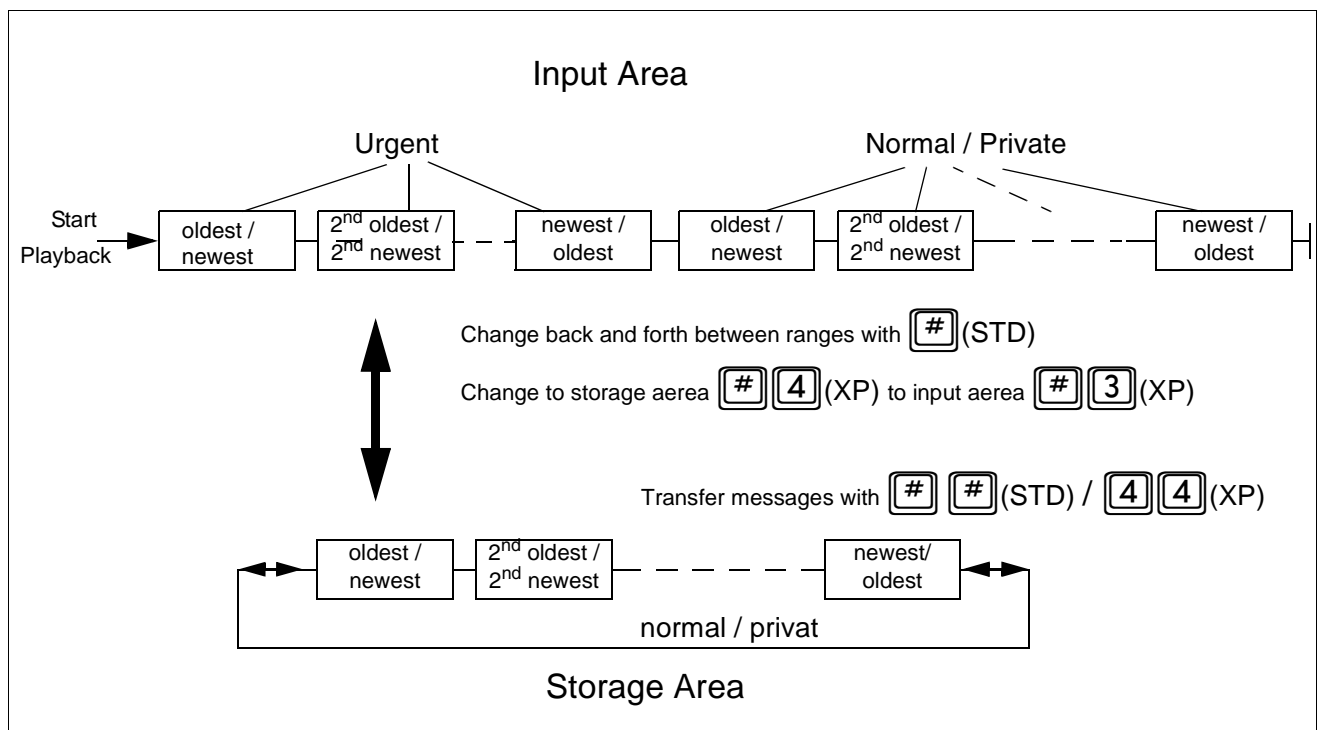 Input Area
Urgent
Normal / Private
Start
Playback
oldest /
newest
2nd oldest /
2nd newest
newest /
oldest
oldest /
newest
2nd oldest /
2nd newest
newest /
oldest
Change back and forth between ranges with # (STD)
Change to storage aerea # 4 (XP) to input aerea # 3 (XP)
Transfer messages with # # (STD) / 4 4 (XP)
oldest /
newest
2nd oldest /
2nd newest
newest/
oldest
normal / privat
Storage Area